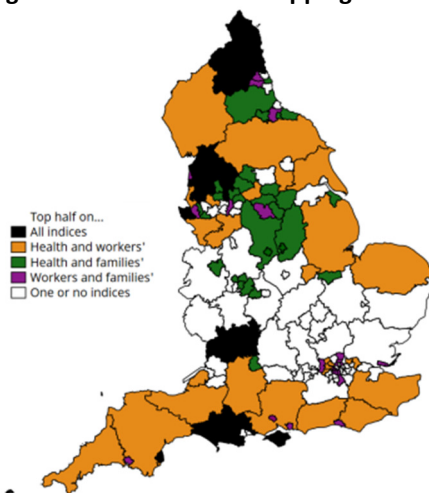 Top half on...
All indices
Health and workers'
Health and families'
Workers and families'
One or no indices